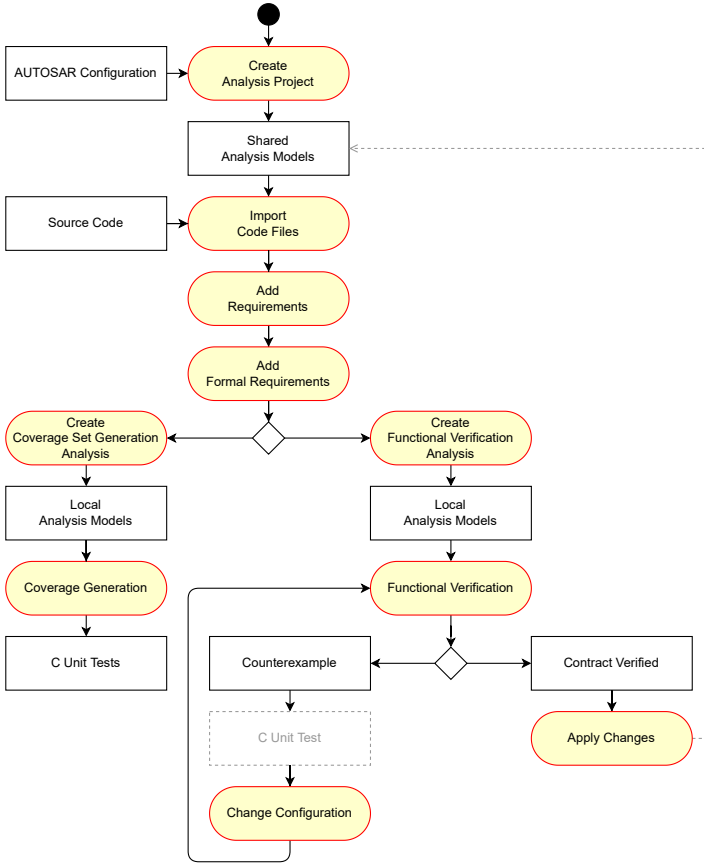 Create
Analysis Project
AUTOSAR Configuration
Shared
Analysis Models
Source Code
Import
Code Files
Add
Requirements
Add
Formal Requirements
Create
Coverage Set Generation
Analysis
Create
Functional Verification
Analysis
Local
Analysis Models
Local
Analysis Models
Coverage Generation
Functional Verification
C Unit Tests
Counterexample
Contract Verified
C Unit Test
Apply Changes
Change Configuration